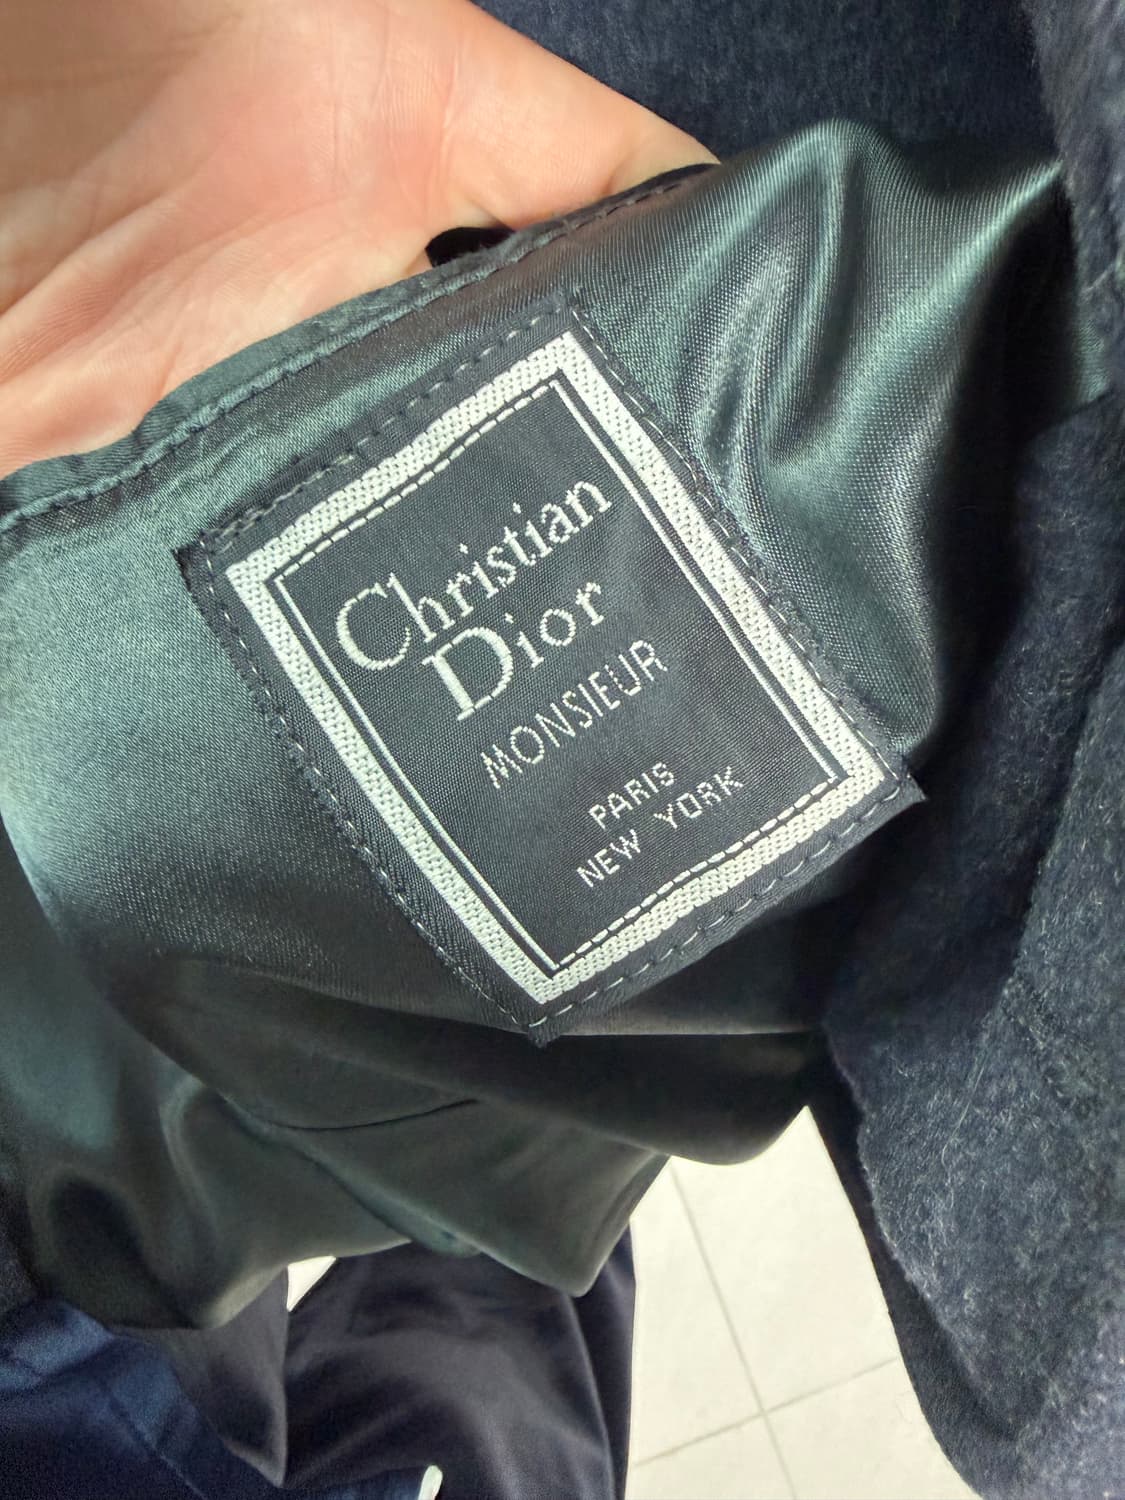 Christian
Dior
MONSIEUR
PARIS
NEW YORK